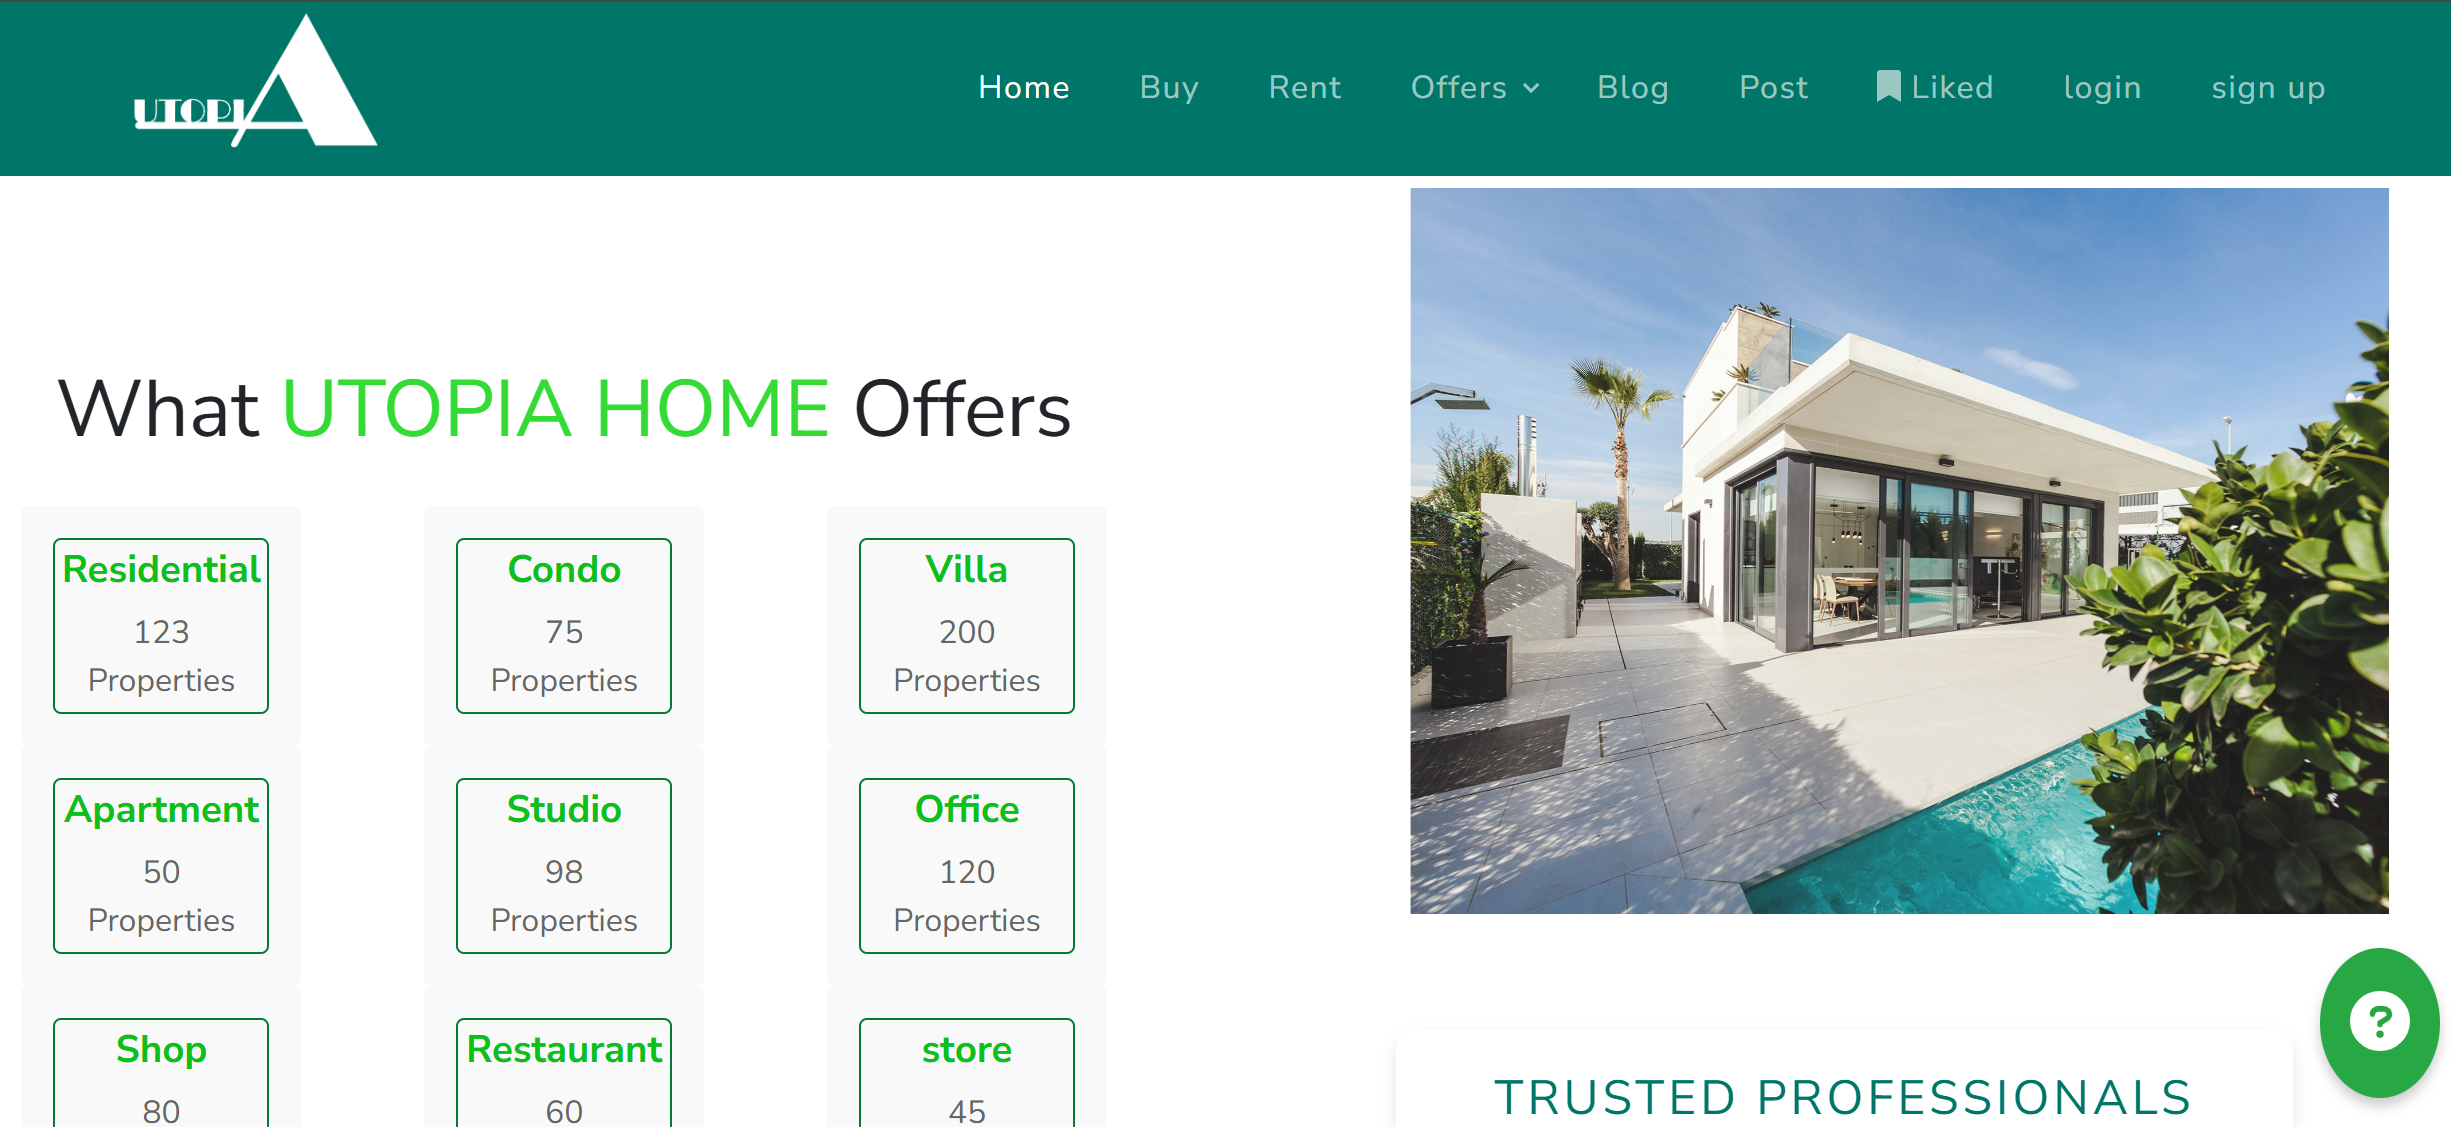 UTOPIA
Home Buy Rent Offers Blog Post Liked login sign up
What UTOPIA HOME Offers
Residential
123
Properties
Condo
75
Properties
Villa
200
Properties
Apartment
50
Properties
Studio
98
Properties
Office
120
Properties
Shop
80
Restaurant
60
store
45
TRUSTED PROFESSIONALS
?